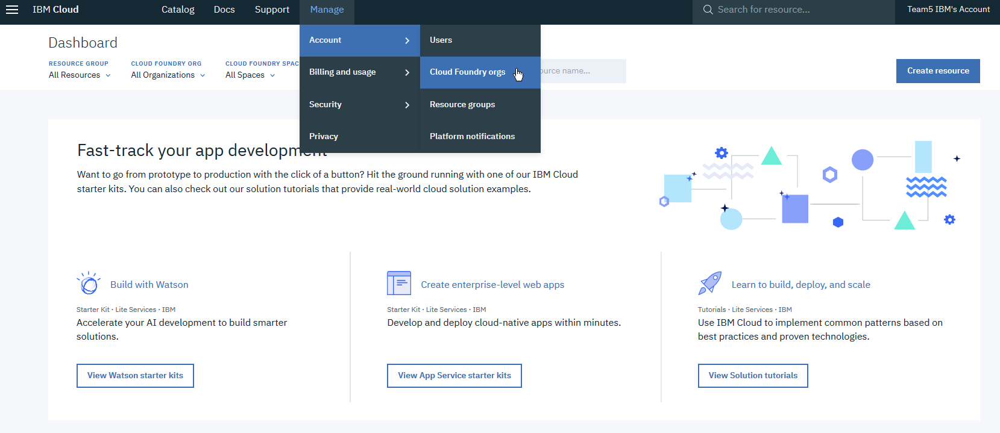 IBM Cloud
Catalog
Docs
Support
Manage
Search for resource...
Team5 IBM's Account
Dashboard
RESOURCE GROUP
All Resources
CLOUD FOUNDRY ORG
All Organizations
CLOUD FOUNDRY SPAC
All Spaces
Account
Billing and usage
Security
Privacy
Users
Cloud Foundry orgs
Resource groups
Platform notifications
name...
Create resource
Fast-track your app development
Want to go from prototype to production with the click of a button? Hit the ground running with one of our IBM Cloud
starter kits. You can also check out our solution tutorials that provide real-world cloud solution examples.
Build with Watson
Starter Kit · Lite Services · IBM
Accelerate your AI development to build smarter
solutions.
View Watson starter kits
Create enterprise-level web apps
Starter Kit · Lite Services · IBM
Develop and deploy cloud-native apps within minutes.
View App Service starter kits
Learn to build, deploy, and scale
Tutorials · Lite Services · IBM
Use IBM Cloud to implement common patterns based on
best practices and proven technologies.
View Solution tutorials